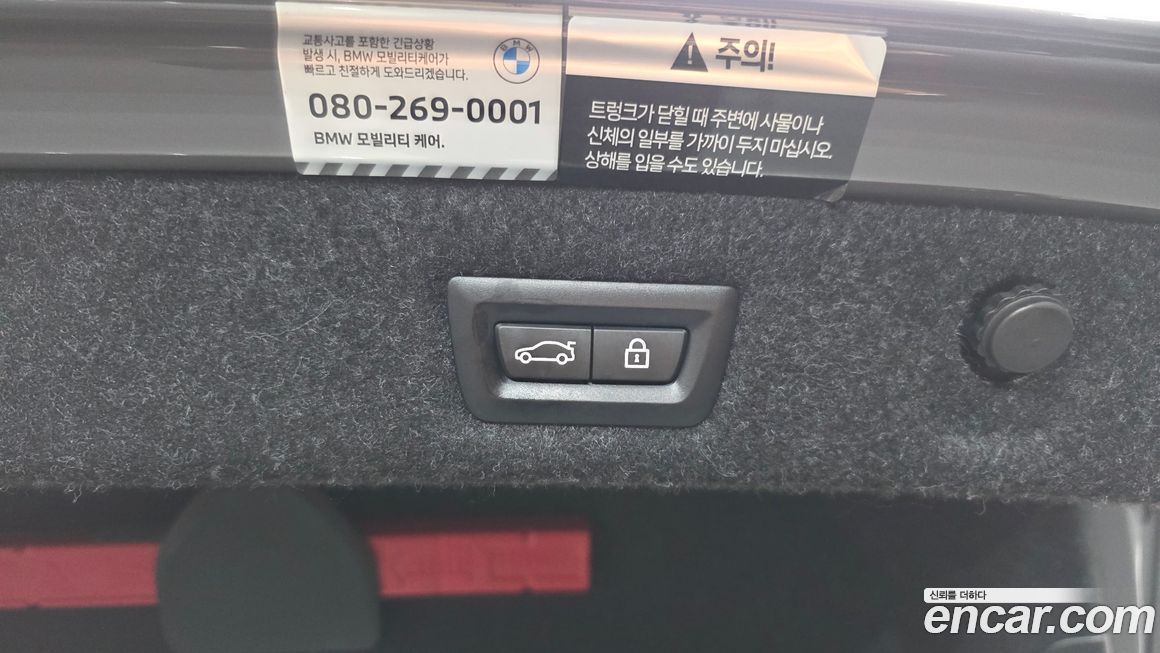 교통사고를 포함한 긴급상황
발생 시, BMW 모빌리티케어가
빠르고 친절하게 도와드리겠습니다.
BMW
080-269-0001
BMW 모빌리티 케어.
주의!
트렁크가 닫힐 때 주변에 사물이나
신체의 일부를 가까이 두지 마십시오.
상해를 입을 수도 있습니다.
신뢰를 더하다
encar.com